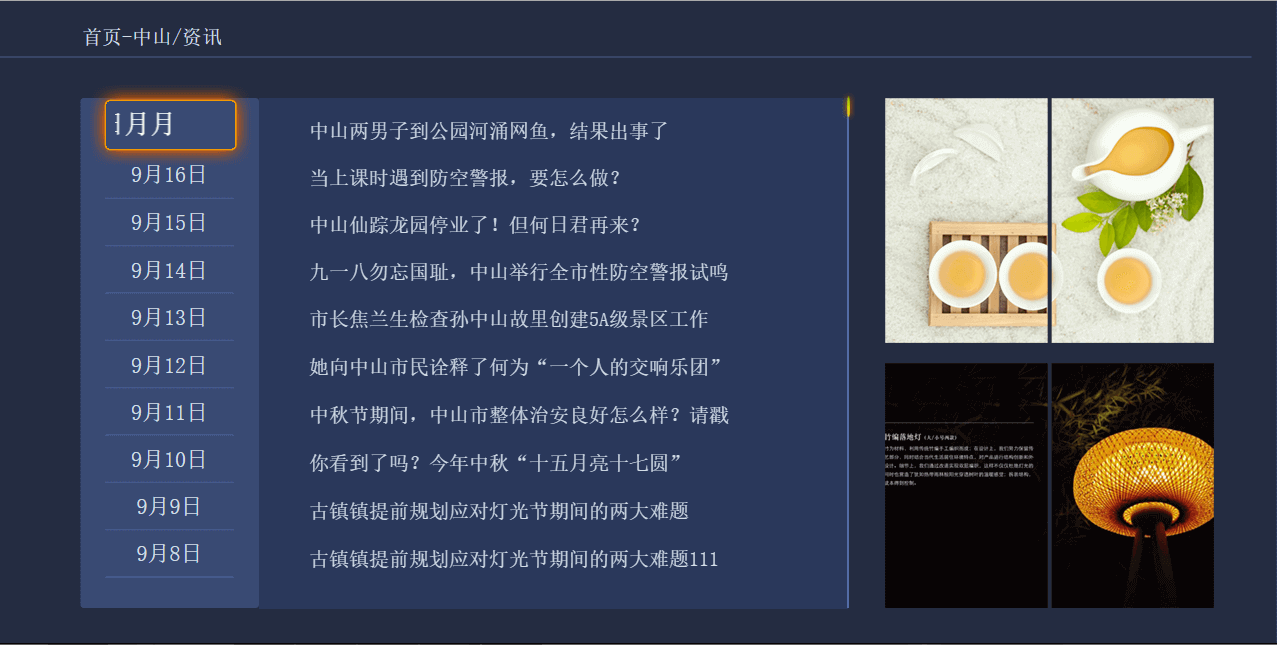 首页-中山/资讯
月月
9月16日
9月15日
9月14日
9月13日
9月12日
9月11日
9月10日
9月9日
9月8日
中山两男子到公园河涌网鱼，结果出事了
当上课时遇到防空警报，要怎么做？
中山仙踪龙园停业了！但何日君再来？
九一八勿忘国耻，中山举行全市性防空警报试鸣
市长焦兰生检查孙中山故里创建5A级景区工作
她向中山市民诠释了何为“一个人的交响乐团”
中秋节期间，中山市整体治安良好怎么样？请戳
你看到了吗？今年中秋“十五月亮十七圆”
古镇镇提前规划应对灯光节期间的两大难题
古镇镇提前规划应对灯光节期间的两大难题111
竹编落地灯（大/小号两款）